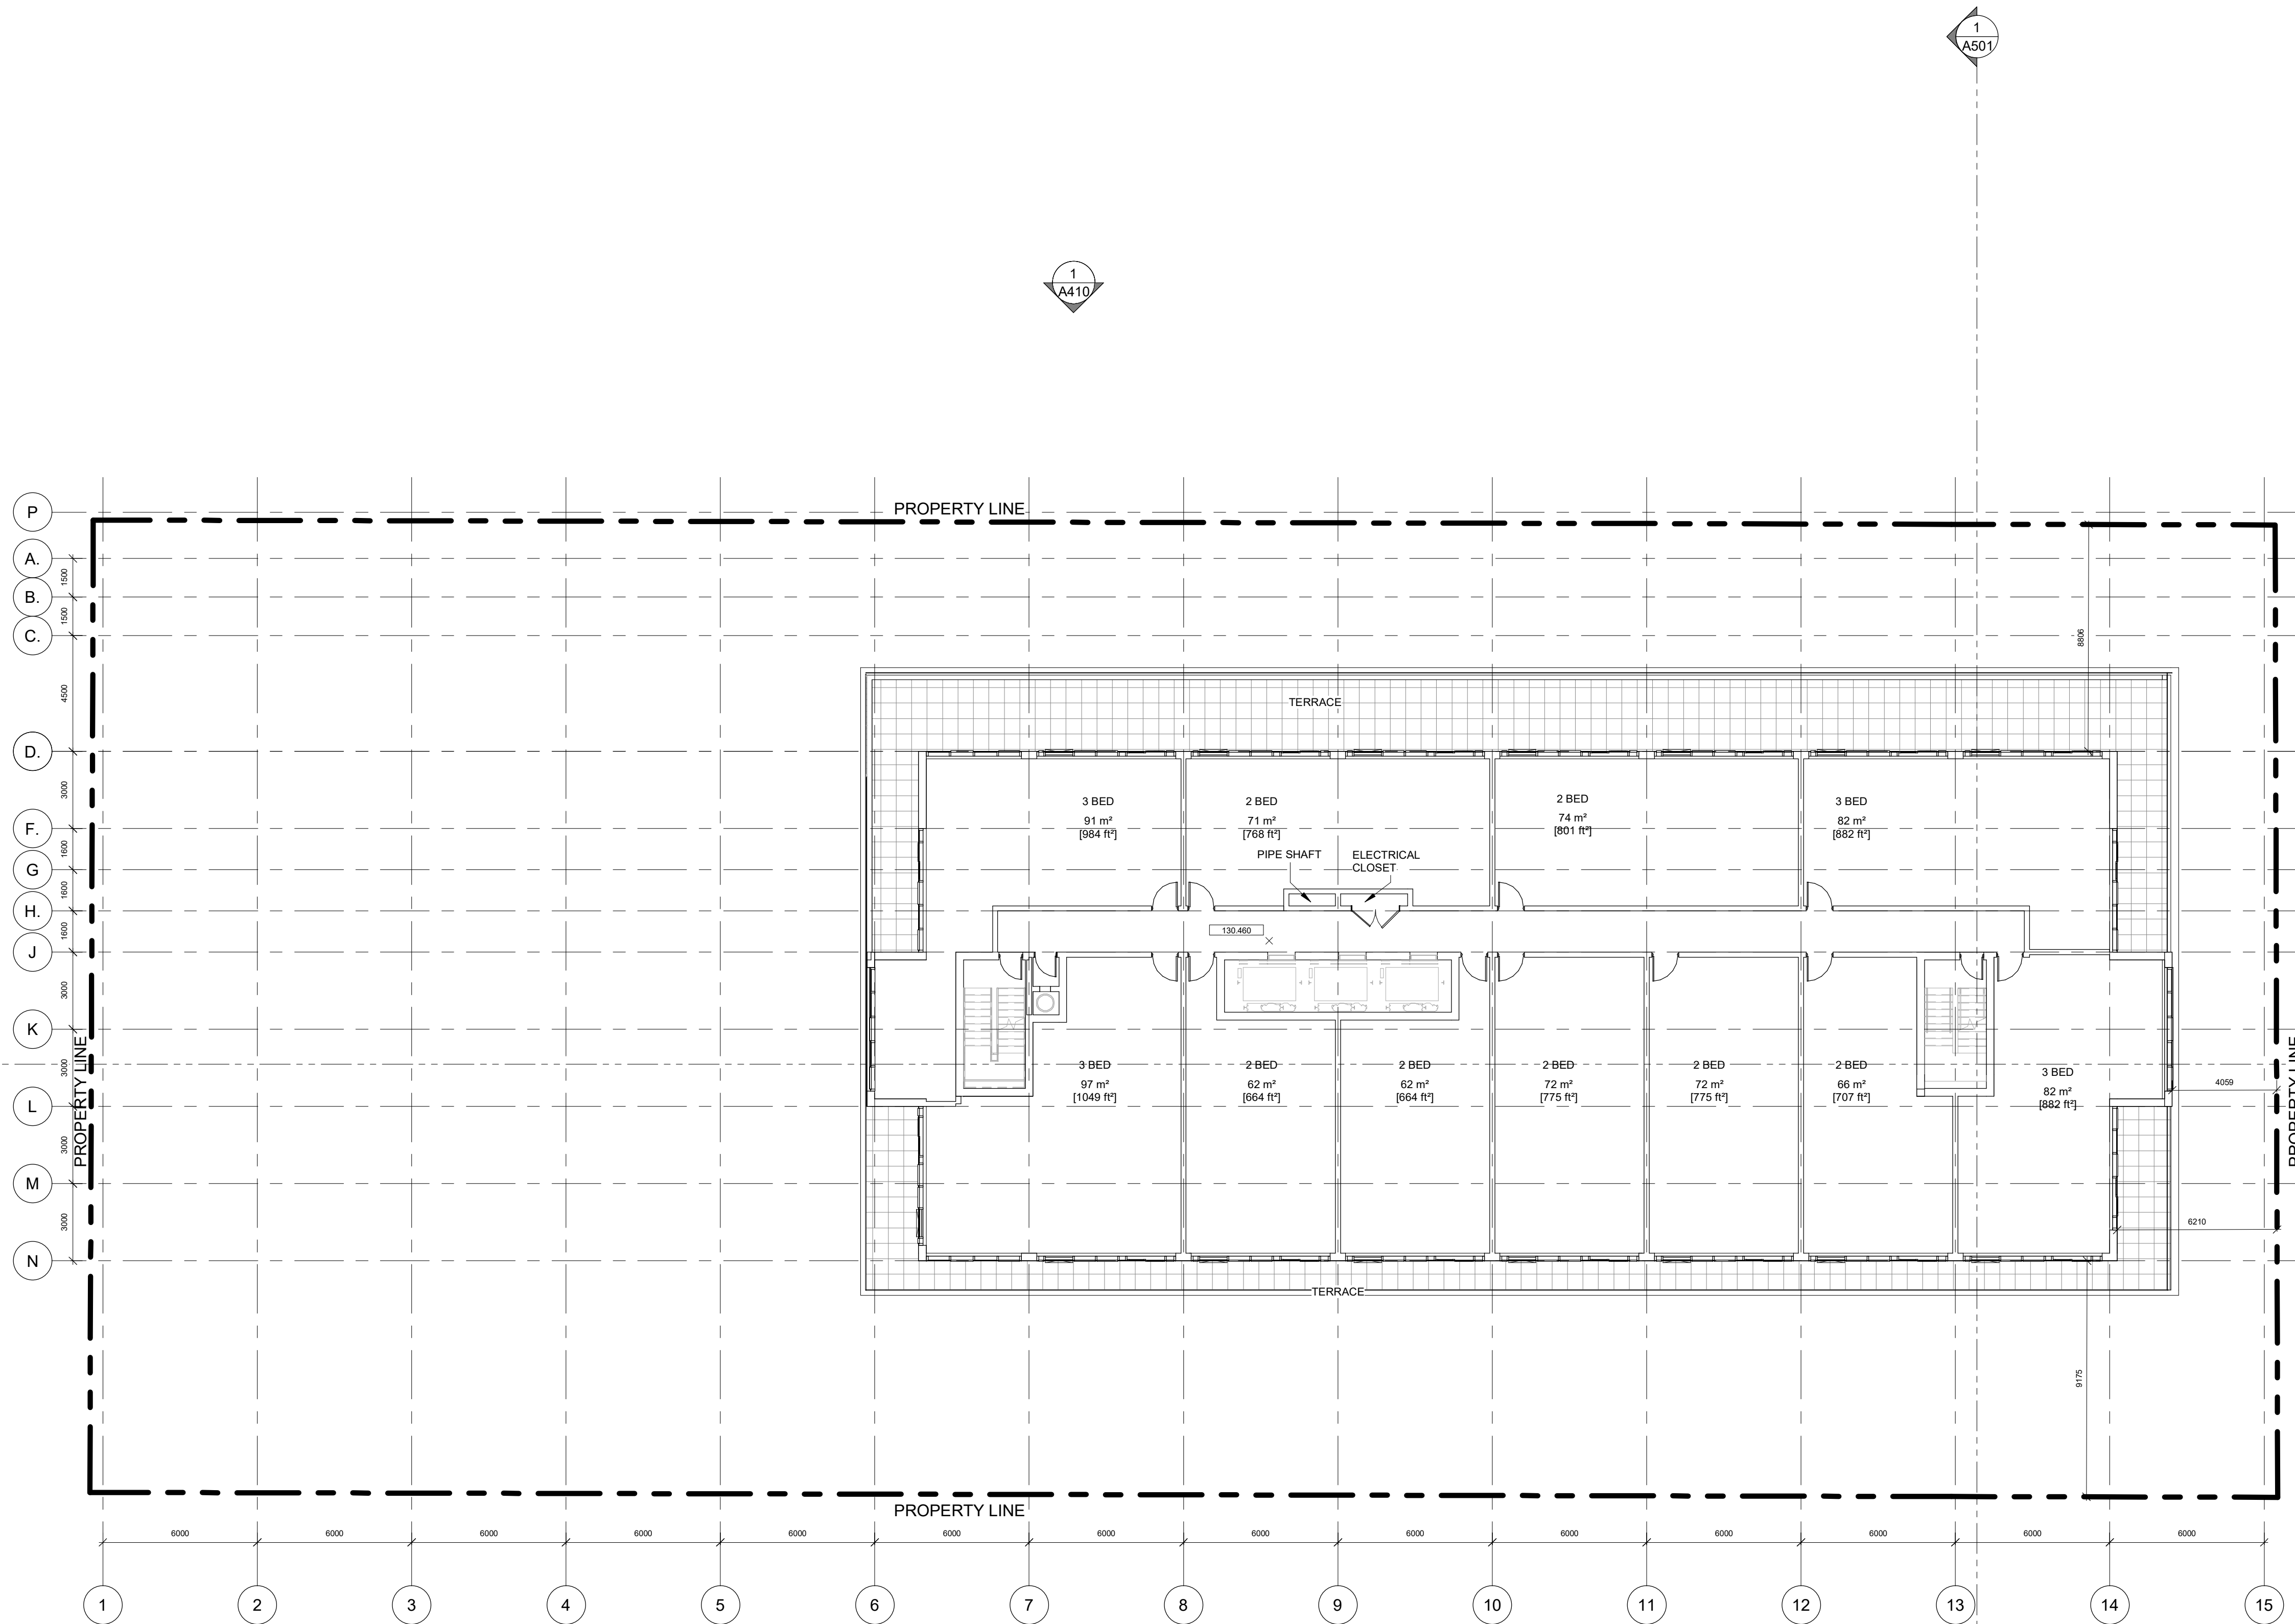 1
A501
1
A410
PROPERTY LINE
P
A.
B.
C.
D.
F.
G
H.
J
K
L
M
N
1500
1500
4500
3000
1600
1600
1600
3000
3000
3000
3000
PROPERTY LINE
8806
TERRACE
3 BED
91 m²
[984 ft²]
2 BED
71 m²
[768 ft²]
2 BED
74 m²
[801 ft²]
3 BED
82 m²
[882 ft²]
PIPE SHAFT
ELECTRICAL
CLOSET
130.460
3 BED
97 m²
[1049 ft²]
2 BED
62 m²
[664 ft²]
2 BED
62 m²
[664 ft²]
2 BED
72 m²
[775 ft²]
2 BED
72 m²
[775 ft²]
2 BED
66 m²
[707 ft²]
3 BED
82 m²
[882 ft²]
4059
PROPERTY LINE
6210
TERRACE
9175
PROPERTY LINE
6000 6000 6000 6000 6000 6000 6000 6000 6000 6000 6000 6000 6000 6000
1 2 3 4 5 6 7 8 9 10 11 12 13 14 15